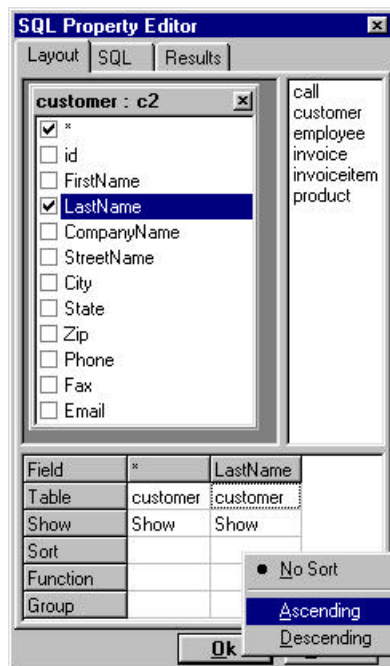 SQL Property Editor
Layout SQL Results
customer : c2
*
id
FirstName
LastName
CompanyName
StreetName
City
State
Zip
Phone
Fax
Email
call
customer
employee
invoice
invoiceitem
product
Field * LastName
Table customer customer
Show Show Show
Sort
Function
Group
No Sort
Ascending
Descending
Ok